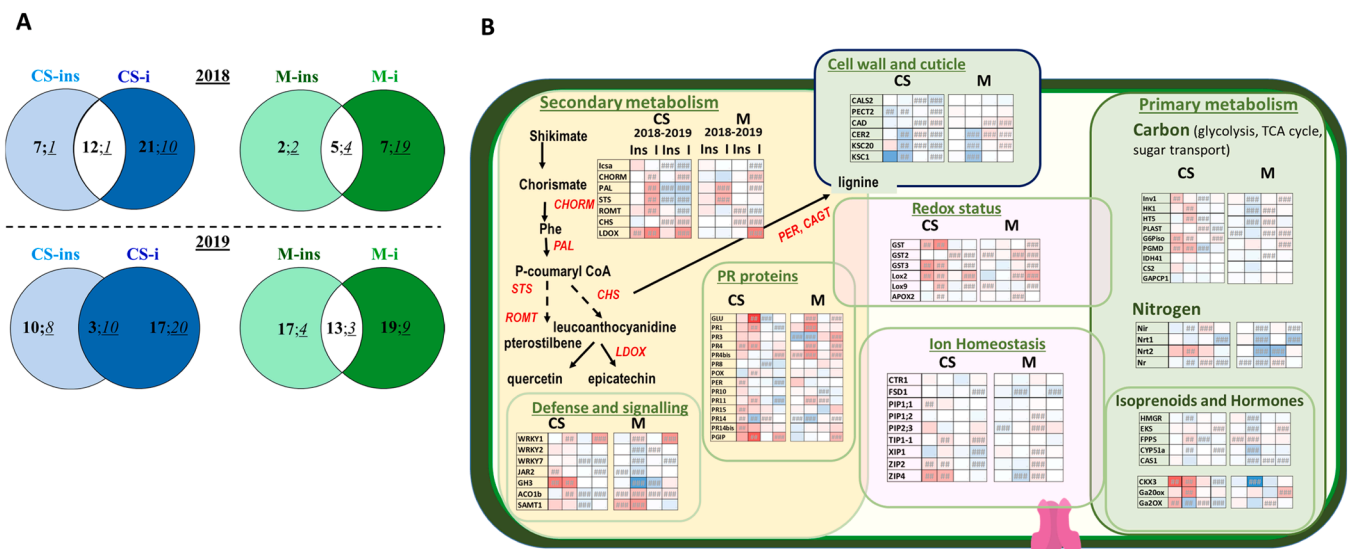 A
CS-ins CS-i 2018 M-ins M-i
7;1 12;1 21;10 2;2 5;4 7;19
2019
CS-ins CS-i M-ins M-i
10;8 3;10 17;20 17;4 13;3 19;9
B
Secondary metabolism
CS M
2018-2019 2018-2019
Ins I Ins I Ins I Ins I
Shikimate
Chorismate
CHORM
Phe
PAL
P-coumaryl CoA
STS
CHS
ROMT
leucoanthocyanidine
pterostilbene
LDOX
quercetin epicatechin
PER, CAGT
lignine
Icsa
CHORM
PAL
STS
ROMT
CHS
LDOX
Cell wall and cuticle
CS M
CALS2
PECT2
CAD
CER2
KSC20
KSC1
Redox status
GST
GST2
GST3
Lox2
Lox9
APOX2
PR proteins
CS M
GLU
PR1
PR3
PR4
PR4bis
PR8
POX
PER
PR10
PR11
PR15
PR14
PR14bis
PGIP
Defense and signalling
CS M
WRKY1
WRKY2
WRKY7
JAR2
GH3
ACO1b
SAMT1
Ion Homeostasis
CS M
CTR1
FSD1
PIP1;1
PIP1;2
PIP2;3
TIP1-1
XIP1
ZIP2
ZIP4
Primary metabolism
Carbon (glycolysis, TCA cycle,
sugar transport)
CS M
Inv1
HK1
HT5
PLAST
G6Piso
PGMD
IDH41
CS2
GAPCP1
Nitrogen
Nir
Nrt1
Nrt2
Nr
Isoprenoids and Hormones
HMGR
EKS
FPPS
CYP51a
CAS1
CKX3
Ga20ox
Ga2OX